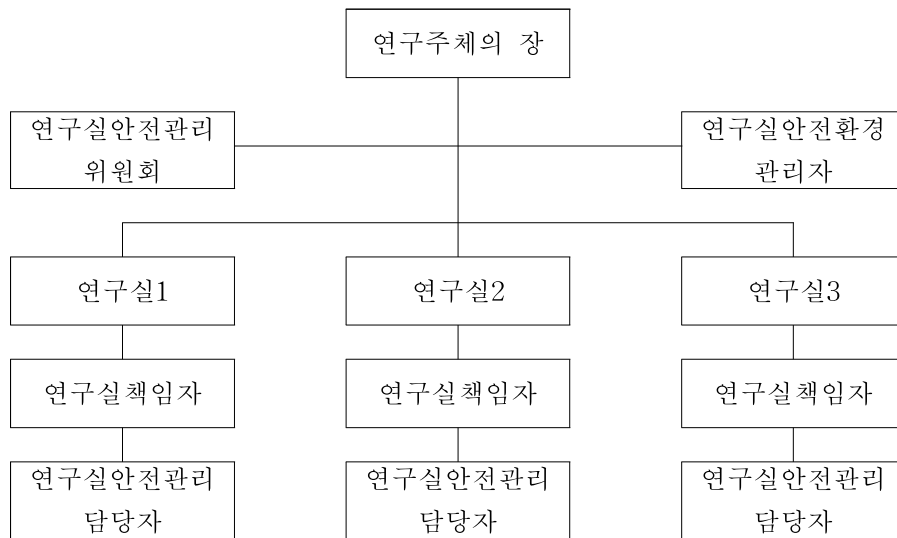 연구주체의 장
연구실안전관리
위원회
연구실안전환경
관리자
연구실1
연구실2
연구실3
연구실책임자
연구실책임자
연구실책임자
연구실안전관리
담당자
연구실안전관리
담당자
연구실안전관리
담당자